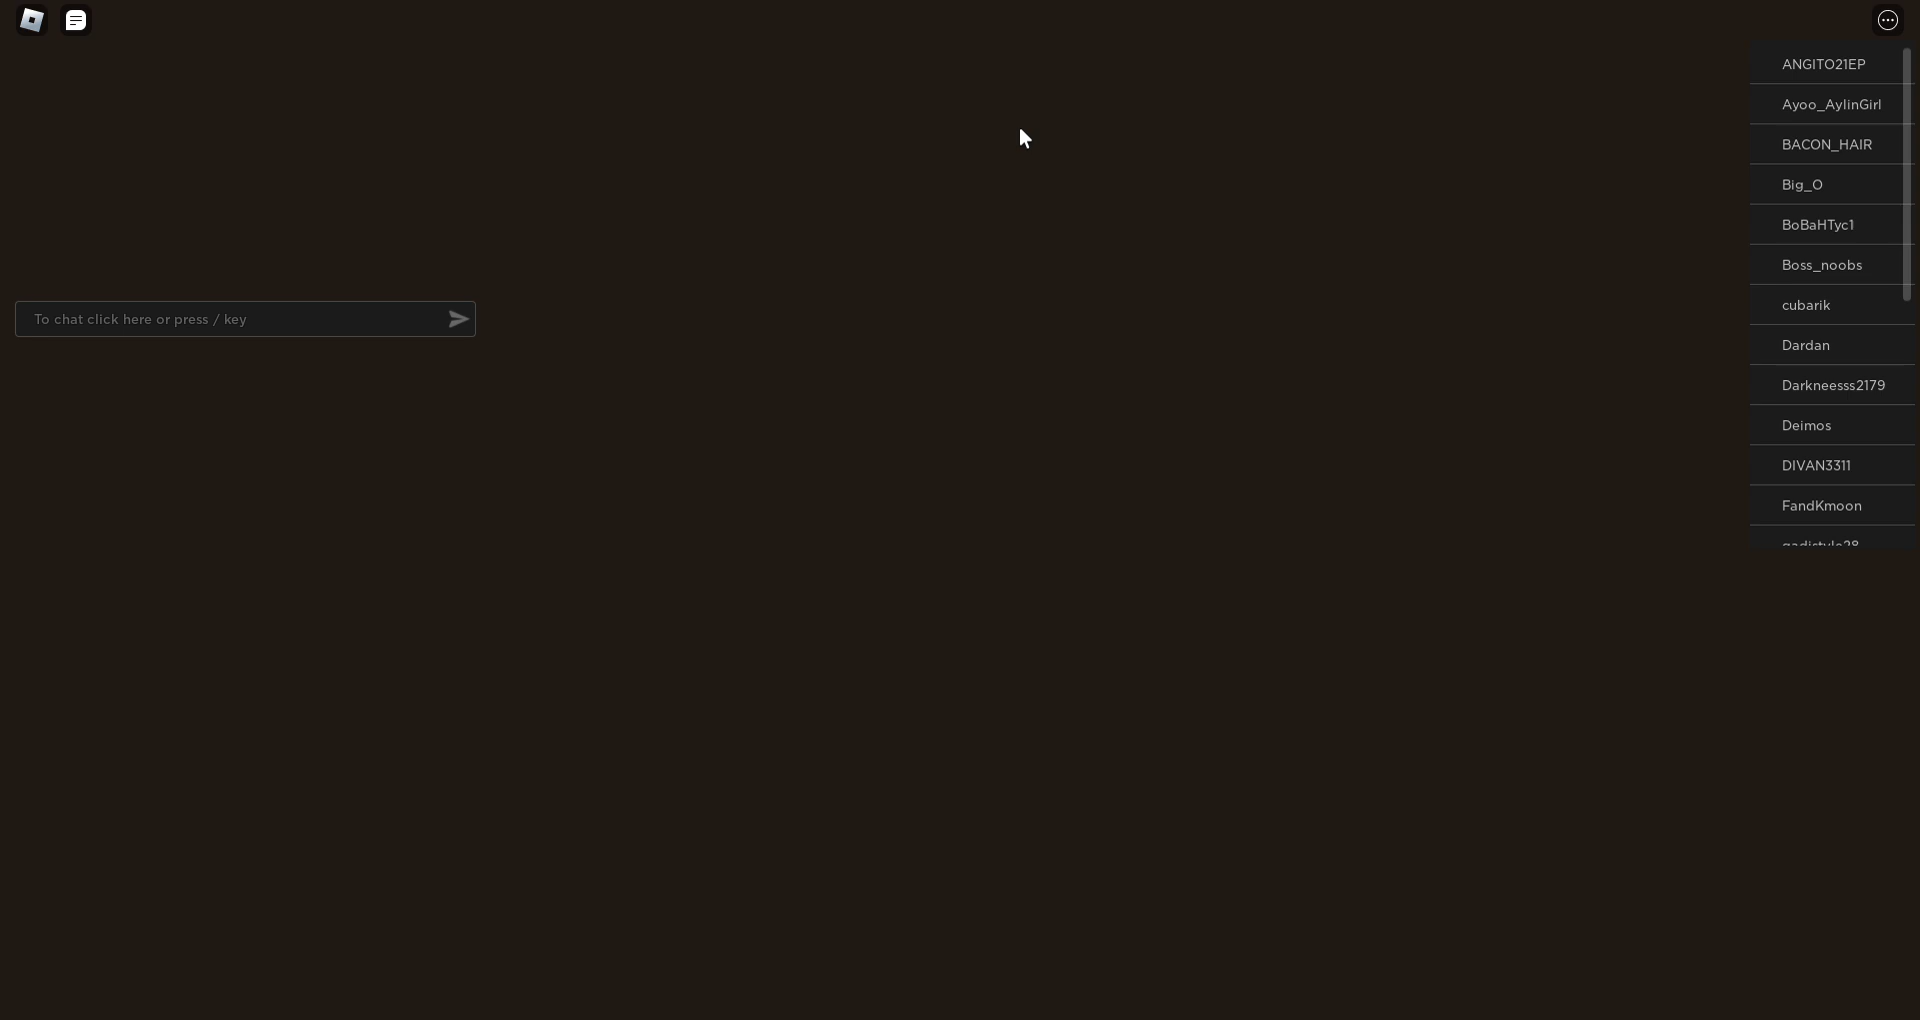 To chat click here or press / key
ANGITO21EP
Ayoo_AylinGirl
BACON_HAIR
Big_O
BoBaHTyc1
Boss_noobs
cubarik
Dardan
Darkneesss2179
Deimos
DIVAN3311
FandKmoon